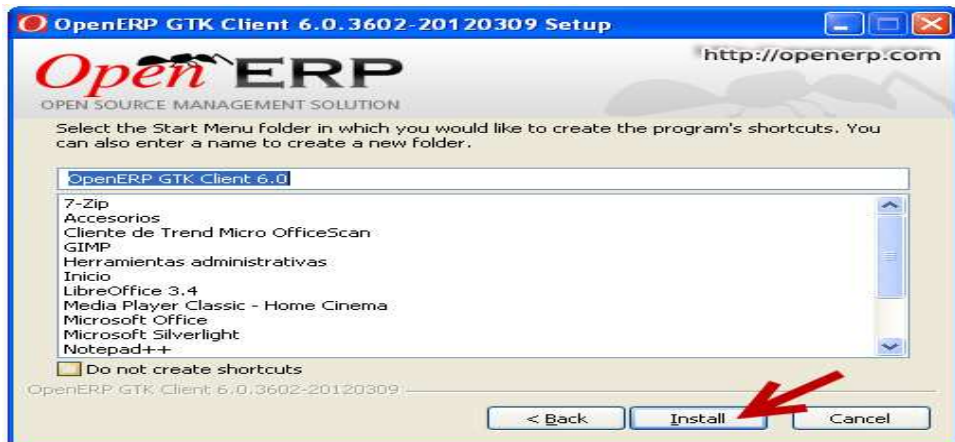 OpenERP GTK Client 6.0.3602-20120309 Setup
Open ERP
http://openerp.com
OPEN SOURCE MANAGEMENT SOLUTION
Select the Start Menu folder in which you would like to create the program's shortcuts. You
can also enter a name to create a new folder.
OpenERP GTK Client 6.0
7-Zip
Accesorios
Cliente de Trend Micro OfficeScan
GIMP
Herramientas administrativas
Inicio
LibreOffice 3.4
Media Player Classic - Home Cinema
Microsoft Office
Microsoft Silverlight
Notepad++
Do not create shortcuts
OpenERP GTK Client 6.0.3602-20120309
< Back Install Cancel